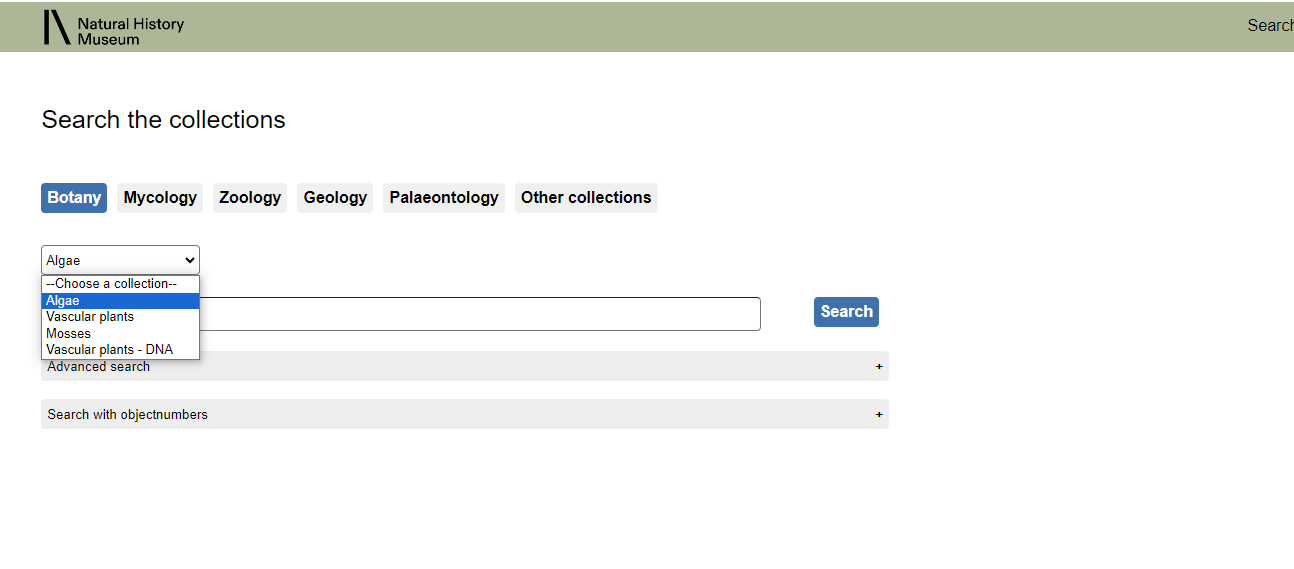 Natural History
Museum
Search
Search the collections
Botany Mycology Zoology Geology Palaeontology Other collections
Algae
--Choose a collection--
Algae
Vascular plants
Mosses
Vascular plants - DNA
Search
Advanced search +
Search with objectnumbers +